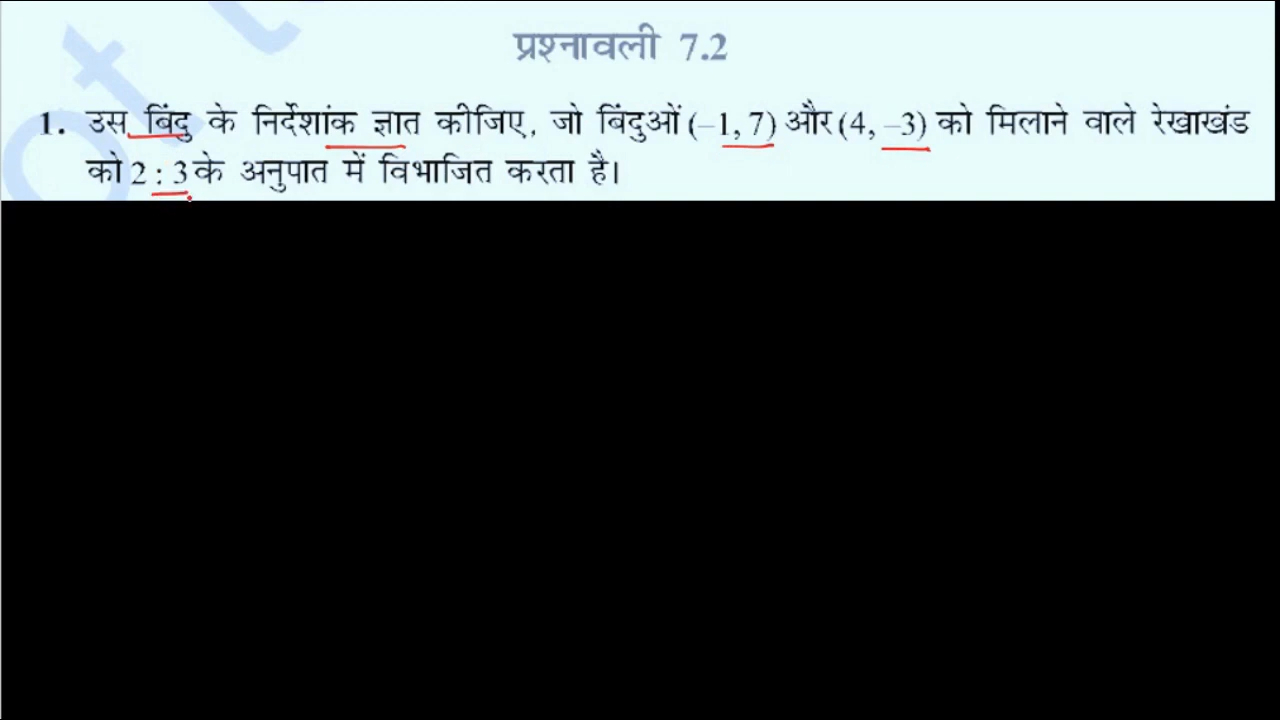 प्रश्नावली 7.2
1. उस बिंदु के निर्देशांक ज्ञात कीजिए, जो बिंदुओं (–1, 7) और (4, –3) को मिलाने वाले रेखाखंड
को 2 : 3 के अनुपात में विभाजित करता है।